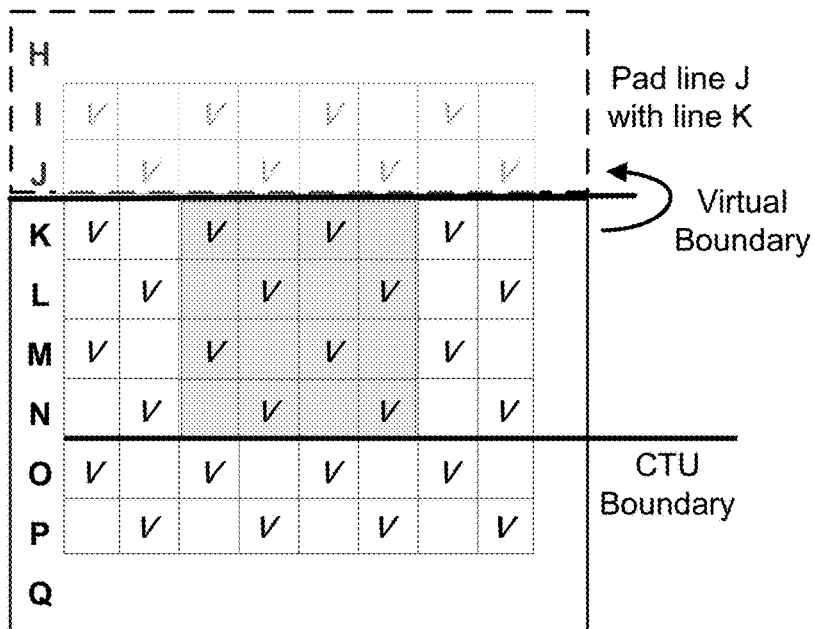 H
I V V V V
J V V V V
Pad line J
with line K
Virtual
Boundary
K V V V V
L V V V V
M V V V V
N V V V V
CTU
Boundary
O V V V V
P V V V V
Q